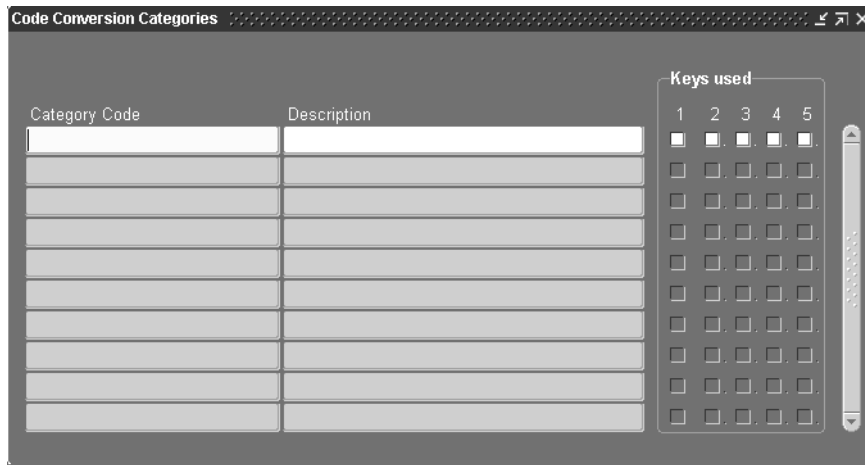 Code Conversion Categories
Keys used
Category Code Description 1 2 3 4 5